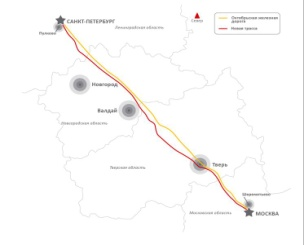 САНКТ-ПЕТЕРБУРГ
Ленинградская область
Октябрьская железная
дорога
Новая трасса
Новгород
Валдай
Новгородская область
Тверь
Тверская область
Шереметьево
Московская область
МОСКВА